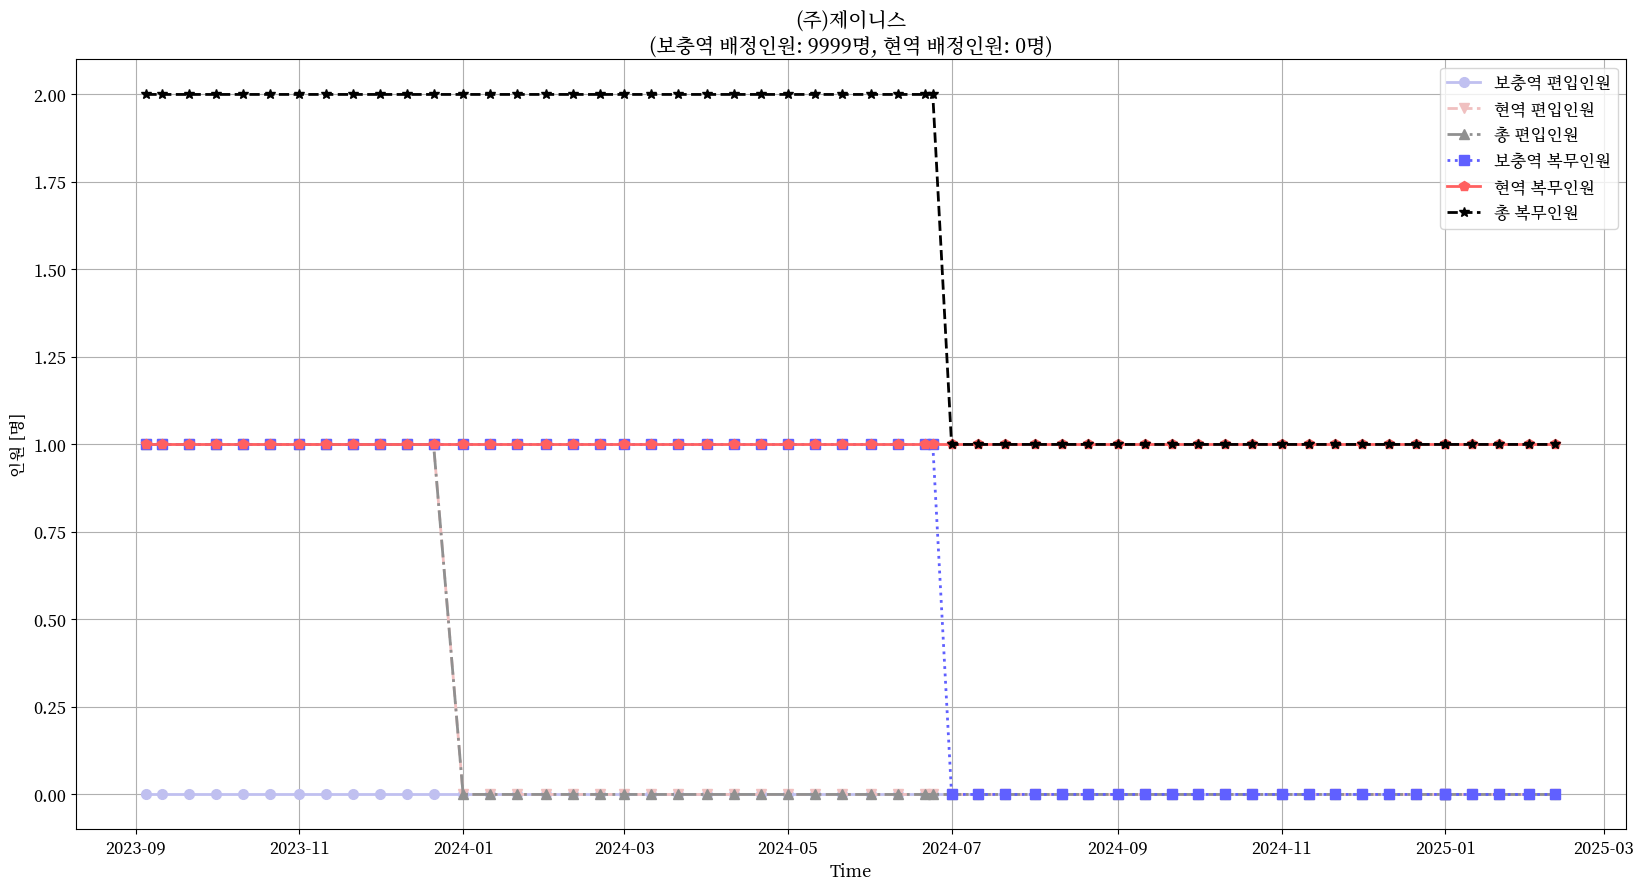 (주)제이니스
(보충역 배정인원: 9999명, 현역 배정인원: 0명)
보충역 편입인원
현역 편입인원
총 편입인원
보충역 복무인원
현역 복무인원
총 복무인원
인원 [명]
2.00
1.75
1.50
1.25
1.00
0.75
0.50
0.25
0.00
2023-09 2023-11 2024-01 2024-03 2024-05 2024-07 2024-09 2024-11 2025-01 2025-03
Time